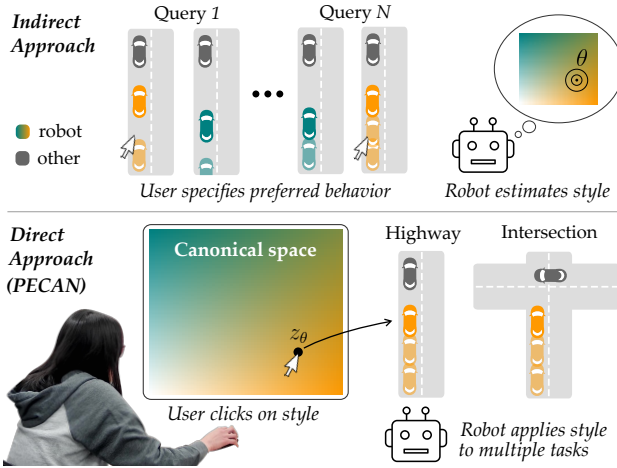 Indirect
Approach
Query 1
Query N
robot
other
θ
User specifies preferred behavior
Robot estimates style
Direct
Approach
(PECAN)
Canonical space
z_θ
User clicks on style
Highway
Intersection
Robot applies style
to multiple tasks